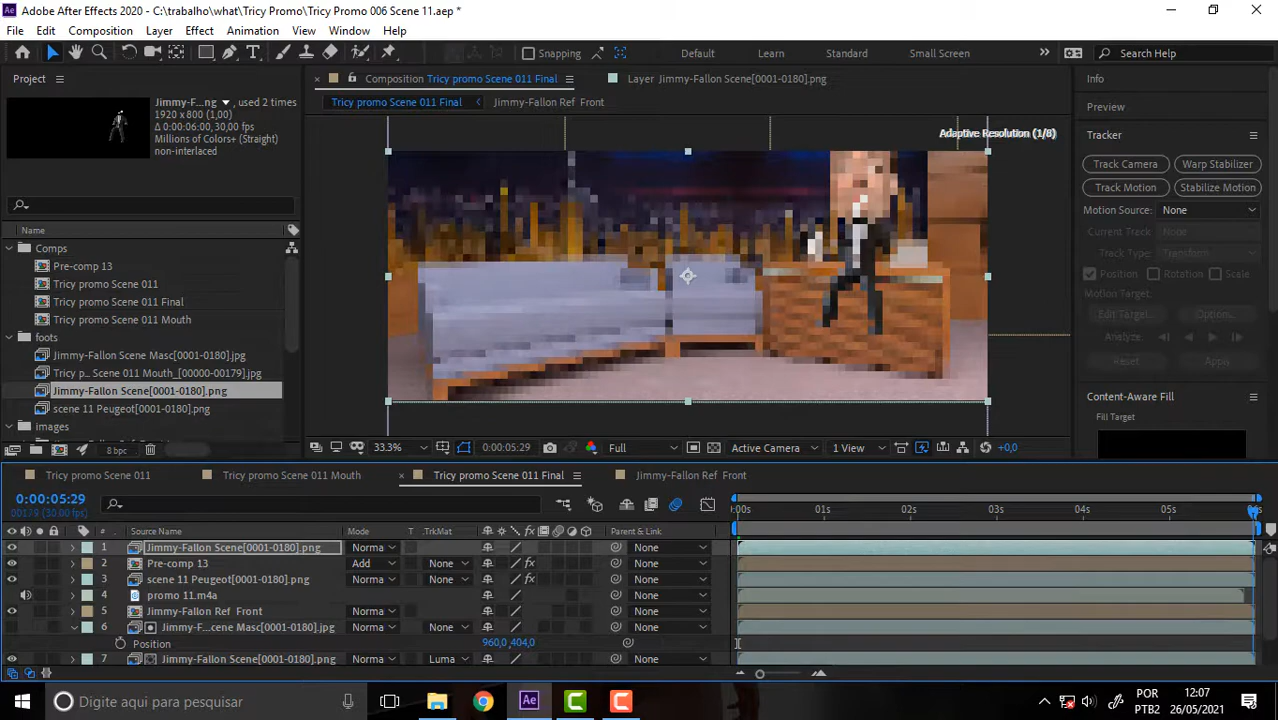 Adobe After Effects 2020 - C:\trabalho\what\Tricy Promo\Tricy Promo 006 Scene 11.aep *
File Edit Composition Layer Effect Animation View Window Help
Snapping Default Learn Standard Small Screen Search Help
Project
Composition Tricy promo Scene 011 Final
Layer Jimmy-Fallon Scene[0001-0180].png
Info
Jimmy-F...ng , used 2 times
1920 x 800 (1,00)
Δ 0:00:06:00, 30,00 fps
Millions of Colors+ (Straight)
non-interlaced
Tricy promo Scene 011 Final Jimmy-Fallon Ref Front
Preview
Adaptive Resolution (1/8)
Tracker
Track Camera Warp Stabilizer
Track Motion Stabilize Motion
Motion Source: None
Current Track: None
Track Type: Transform
Position Rotation Scale
Motion Target:
Edit Target... Options...
Analyze
Reset Apply
Content-Aware Fill
Fill Target
Name
Comps
Pre-comp 13
Tricy promo Scene 011
Tricy promo Scene 011 Final
Tricy promo Scene 011 Mouth
foots
Jimmy-Fallon Scene Masc[0001-0180].jpg
Tricy p... Scene 011 Mouth_[00000-00179].jpg
Jimmy-Fallon Scene[0001-0180].png
scene 11 Peugeot[0001-0180].png
images
8 bpc
33.3% 0:00:05:29 Full Active Camera 1 View +0,0
Tricy promo Scene 011 Tricy promo Scene 011 Mouth Tricy promo Scene 011 Final Jimmy-Fallon Ref Front
0:00:05:29
00179 (30.00 fps)
:00s 01s 02s 03s 04s 05s 06s
# Source Name Mode T .TrkMat Parent & Link
1 Jimmy-Fallon Scene[0001-0180].png Norma None
2 Pre-comp 13 Add None None
3 scene 11 Peugeot[0001-0180].png Norma None None
4 promo 11.m4a None
5 Jimmy-Fallon Ref Front Norma None None
6 Jimmy-F...cene Masc[0001-0180].jpg Norma None None
Position 960,0,404,0
7 Jimmy-Fallon Scene[0001-0180].png Norma Luma None
Digite aqui para pesquisar
Ae
POR
PTB2
12:07
26/05/2021